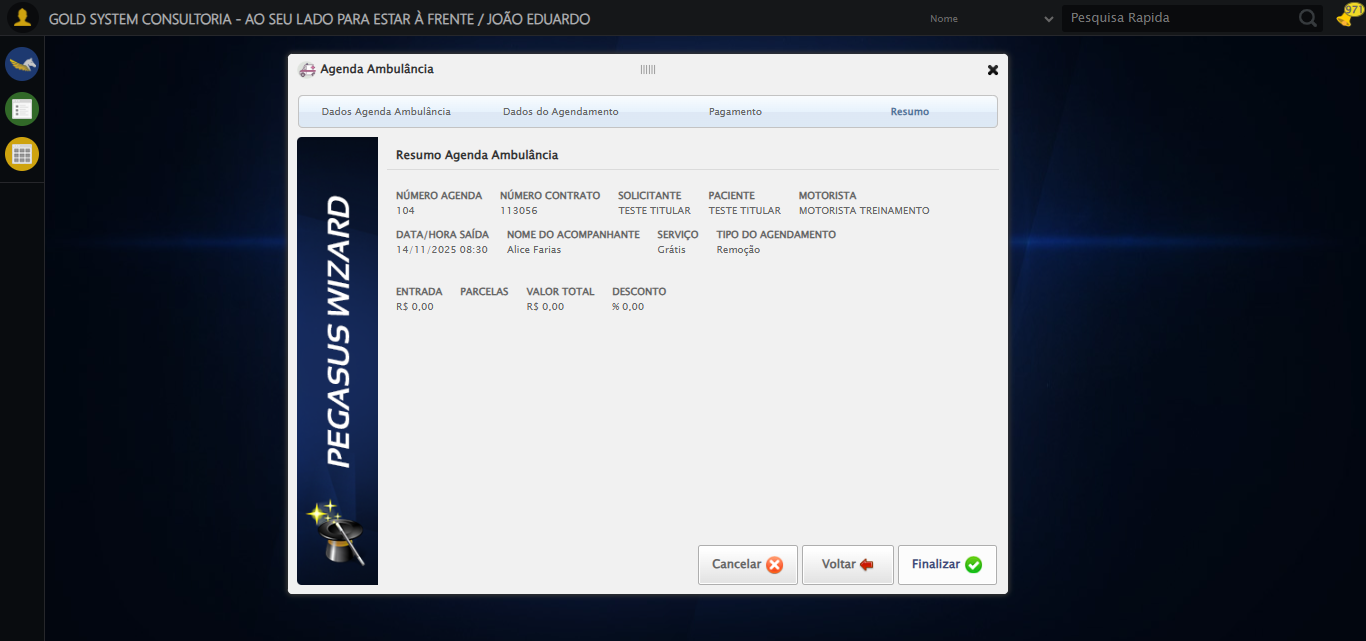 GOLD SYSTEM CONSULTORIA - AO SEU LADO PARA ESTAR À FRENTE / JOÃO EDUARDO
Nome
Pesquisa Rapida
971
Agenda Ambulância
Dados Agenda Ambulância Dados do Agendamento Pagamento Resumo
PEGASUS WIZARD
Resumo Agenda Ambulância
NÚMERO AGENDA NÚMERO CONTRATO SOLICITANTE PACIENTE MOTORISTA
104 113056 TESTE TITULAR TESTE TITULAR MOTORISTA TREINAMENTO
DATA/HORA SAÍDA NOME DO ACOMPANHANTE SERVIÇO TIPO DO AGENDAMENTO
14/11/2025 08:30 Alice Farias Grátis Remoção
ENTRADA PARCELAS VALOR TOTAL DESCONTO
R$ 0,00 R$ 0,00 % 0,00
Cancelar Voltar Finalizar